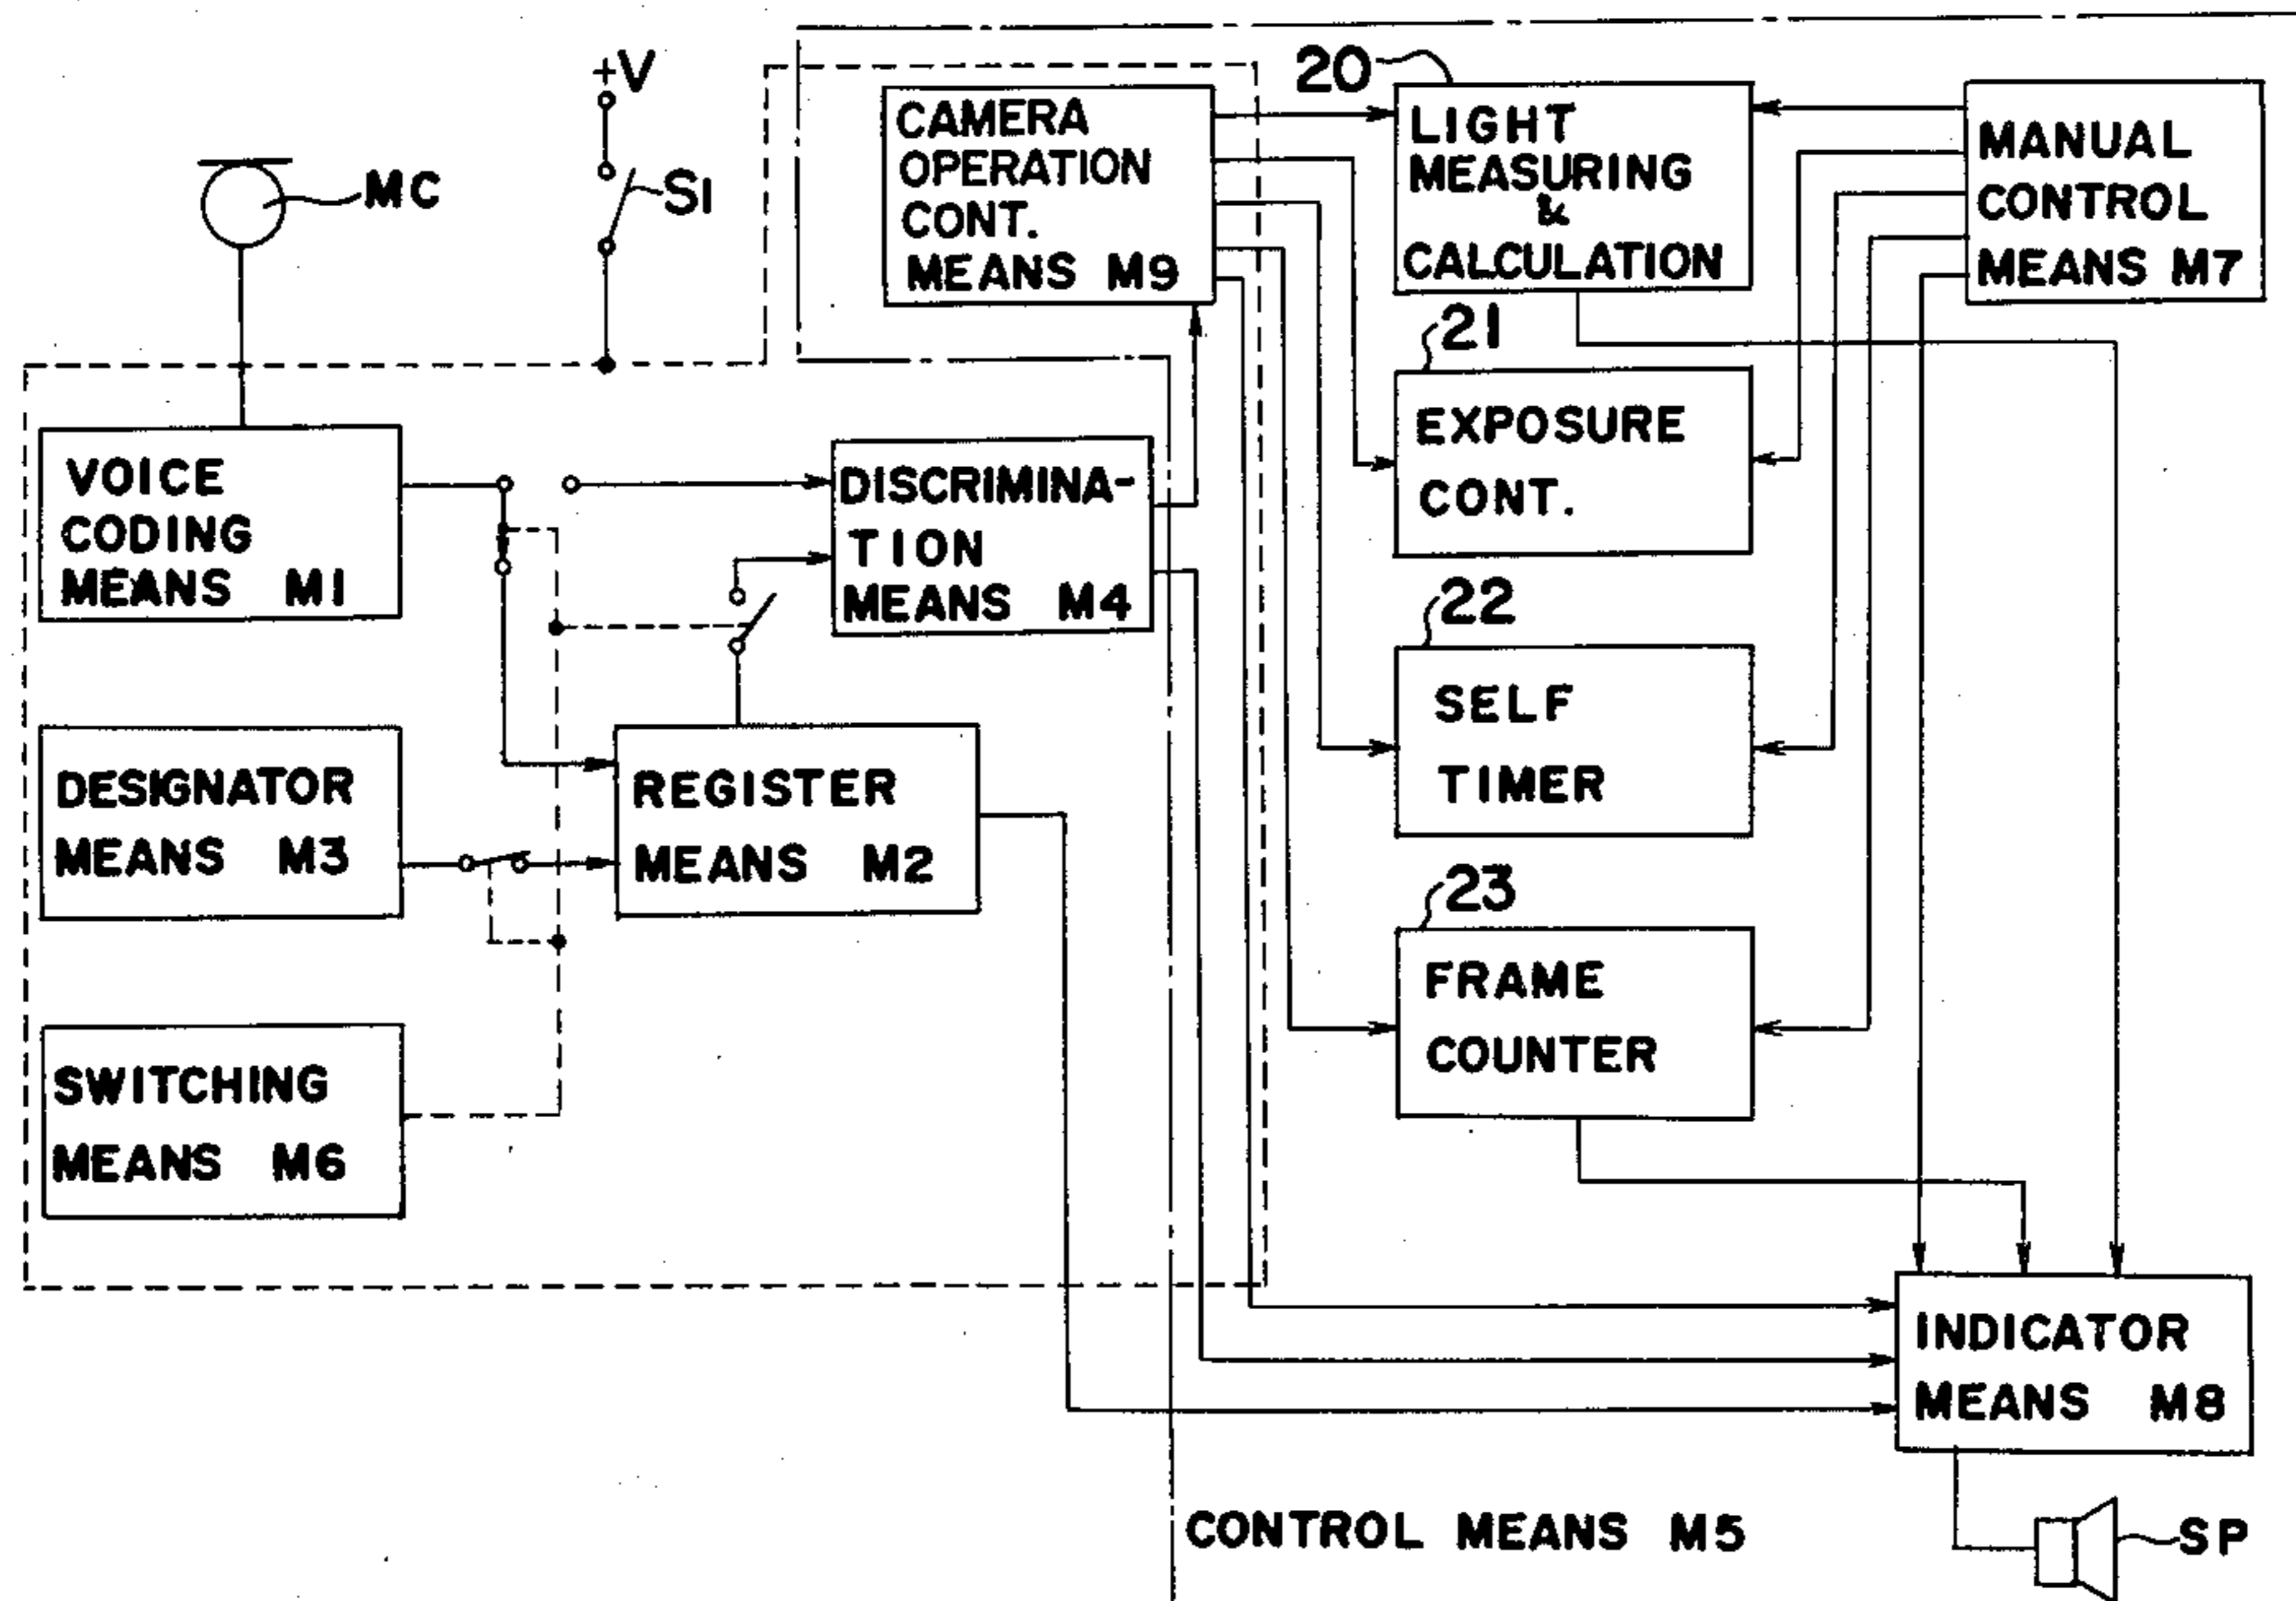 +V
MC
S1
CAMERA
OPERATION
CONT.
MEANS M9
20
LIGHT
MEASURING
&
CALCULATION
MANUAL
CONTROL
MEANS M7
21
EXPOSURE
CONT.
VOICE
CODING
MEANS M1
DISCRIMINA-
TION
MEANS M4
22
SELF
TIMER
DESIGNATOR
MEANS M3
REGISTER
MEANS M2
23
FRAME
COUNTER
SWITCHING
MEANS M6
INDICATOR
MEANS M8
CONTROL MEANS M5
SP